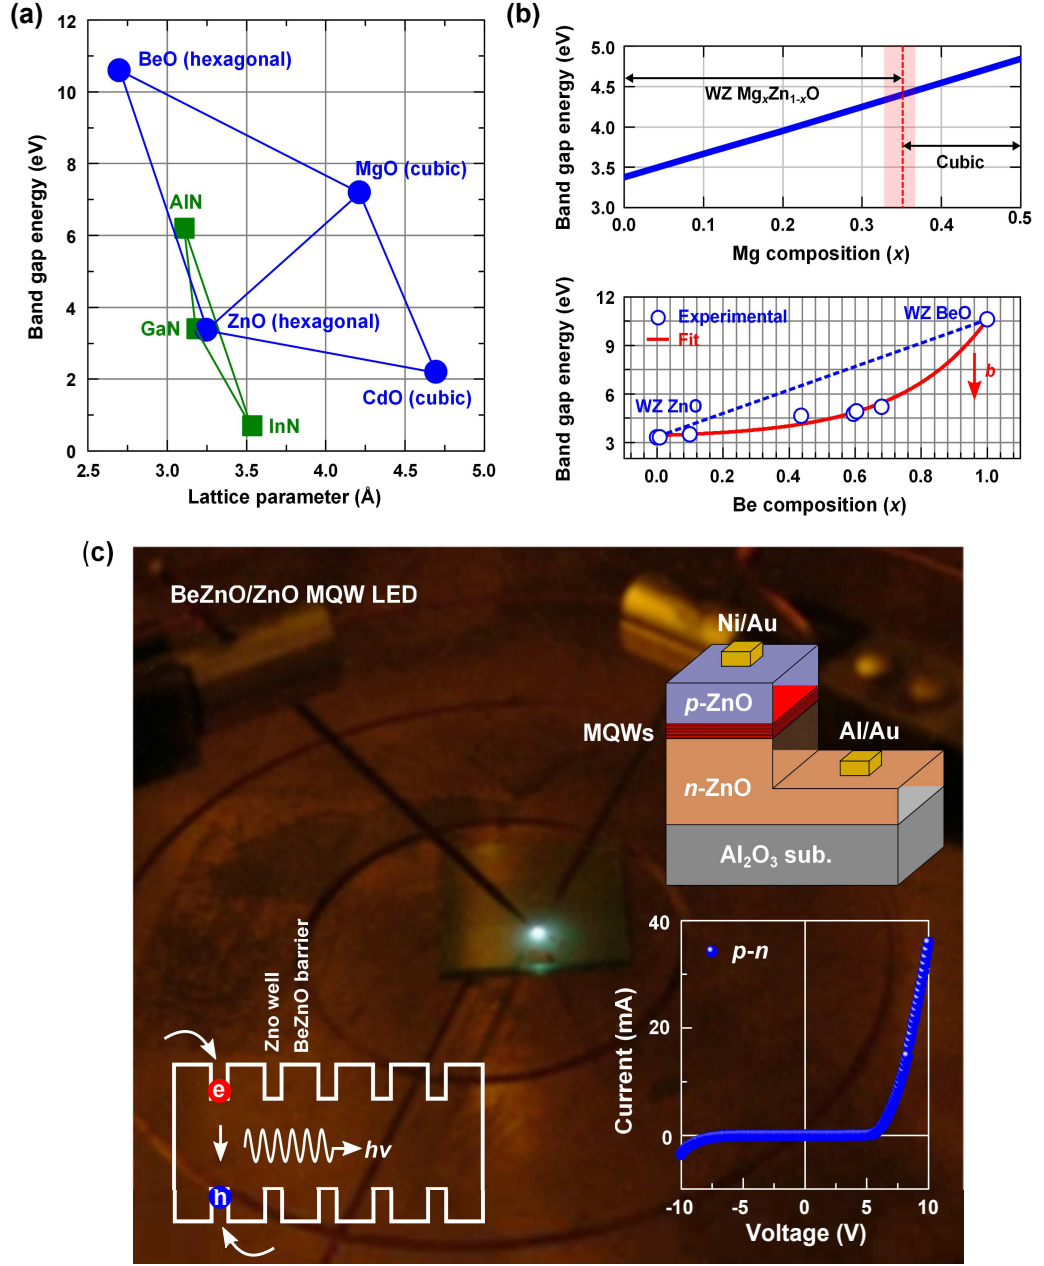 (a)
12
10
8
6
4
2
0
Band gap energy (eV)
BeO (hexagonal)
MgO (cubic)
AlN
GaN
ZnO (hexagonal)
CdO (cubic)
InN
2.5 3.0 3.5 4.0 4.5 5.0
Lattice parameter (Å)
(b)
5.0
4.5
4.0
3.5
3.0
Band gap energy (eV)
WZ MgxZn1-xO
Cubic
0.0 0.1 0.2 0.3 0.4 0.5
Mg composition (x)
12
9
6
3
Band gap energy (eV)
Experimental
Fit
WZ BeO
b
WZ ZnO
0.0 0.2 0.4 0.6 0.8 1.0
Be composition (x)
(c)
BeZnO/ZnO MQW LED
Ni/Au
p-ZnO
MQWs
Al/Au
n-ZnO
Al2O3 sub.
Zno well
BeZnO barrier
e
hν
h
40
20
0
Current (mA)
p-n
-10 -5 0 5 10
Voltage (V)